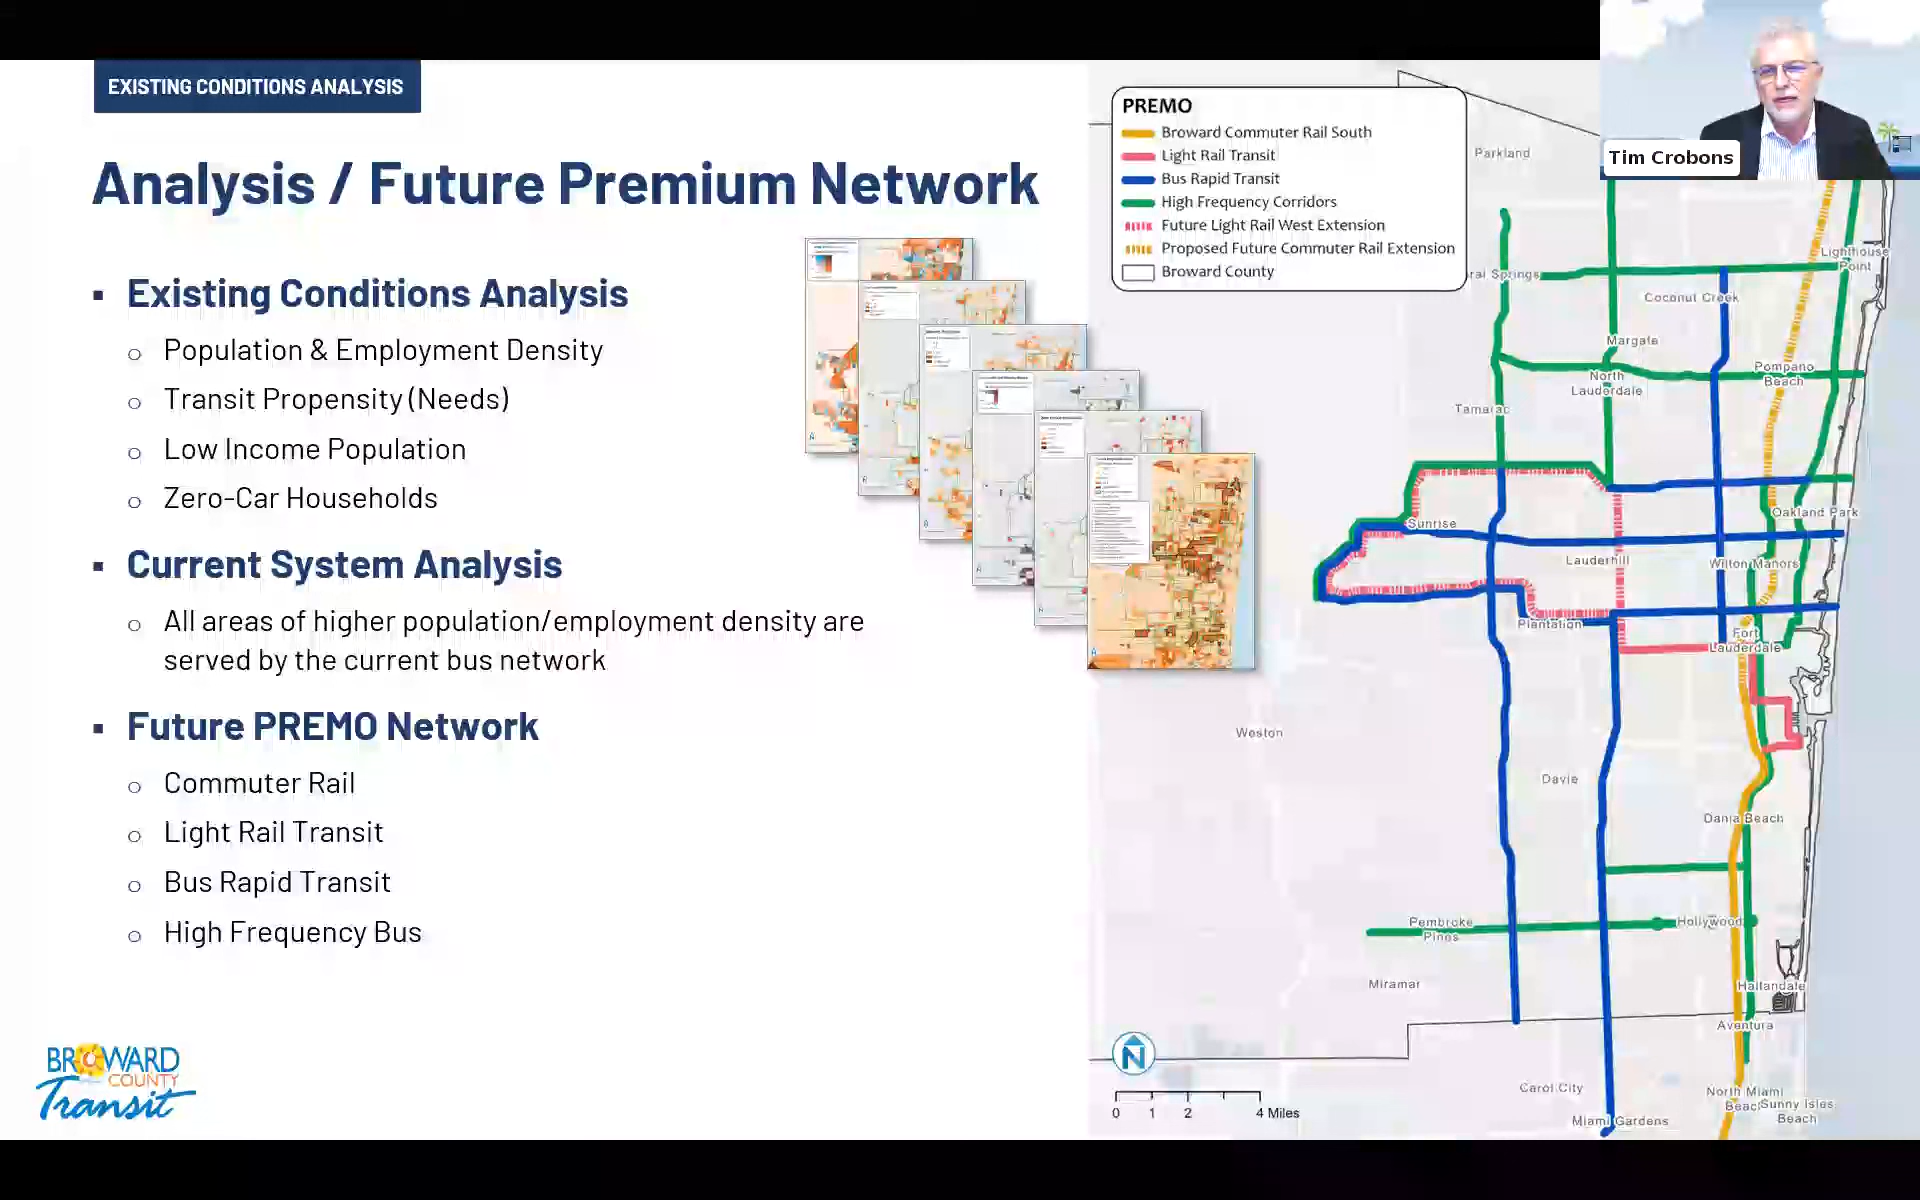 EXISTING CONDITIONS ANALYSIS
Analysis / Future Premium Network
Existing Conditions Analysis
Population & Employment Density
Transit Propensity (Needs)
Low Income Population
Zero-Car Households
Current System Analysis
All areas of higher population/employment density are
served by the current bus network
Future PREMO Network
Commuter Rail
Light Rail Transit
Bus Rapid Transit
High Frequency Bus
BROWARD
COUNTY
Transit
PREMO
Broward Commuter Rail South
Light Rail Transit
Bus Rapid Transit
High Frequency Corridors
Future Light Rail West Extension
Proposed Future Commuter Rail Extension
Broward County
Tim Crobons
Parkland
Lighthouse
Point
ral Springs
Coconut Creek
Margate
Pompano
Beach
North
Lauderdale
Tamarac
Oakland Park
Sunrise
Lauderhill
Wilton Manors
Plantation
Fort
Lauderdale
Weston
Davie
Dania Beach
Pembroke
Pines
Hollywood
Miramar
Hallandale
Aventura
Carol City
North Miami
Beac
Sunny Isles
Beach
Miami Gardens
N
0 1 2 4 Miles